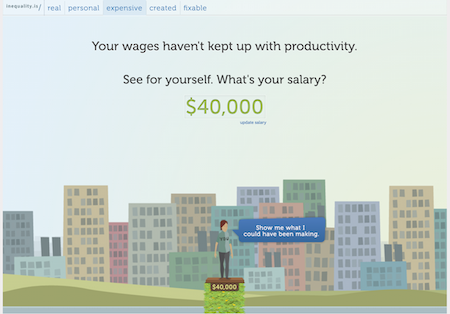 inequality.is/ real personal expensive created fixable
Your wages haven't kept up with productivity.
See for yourself. What's your salary?
$40,000
update salary
Show me what I
could have been making.
$40,000